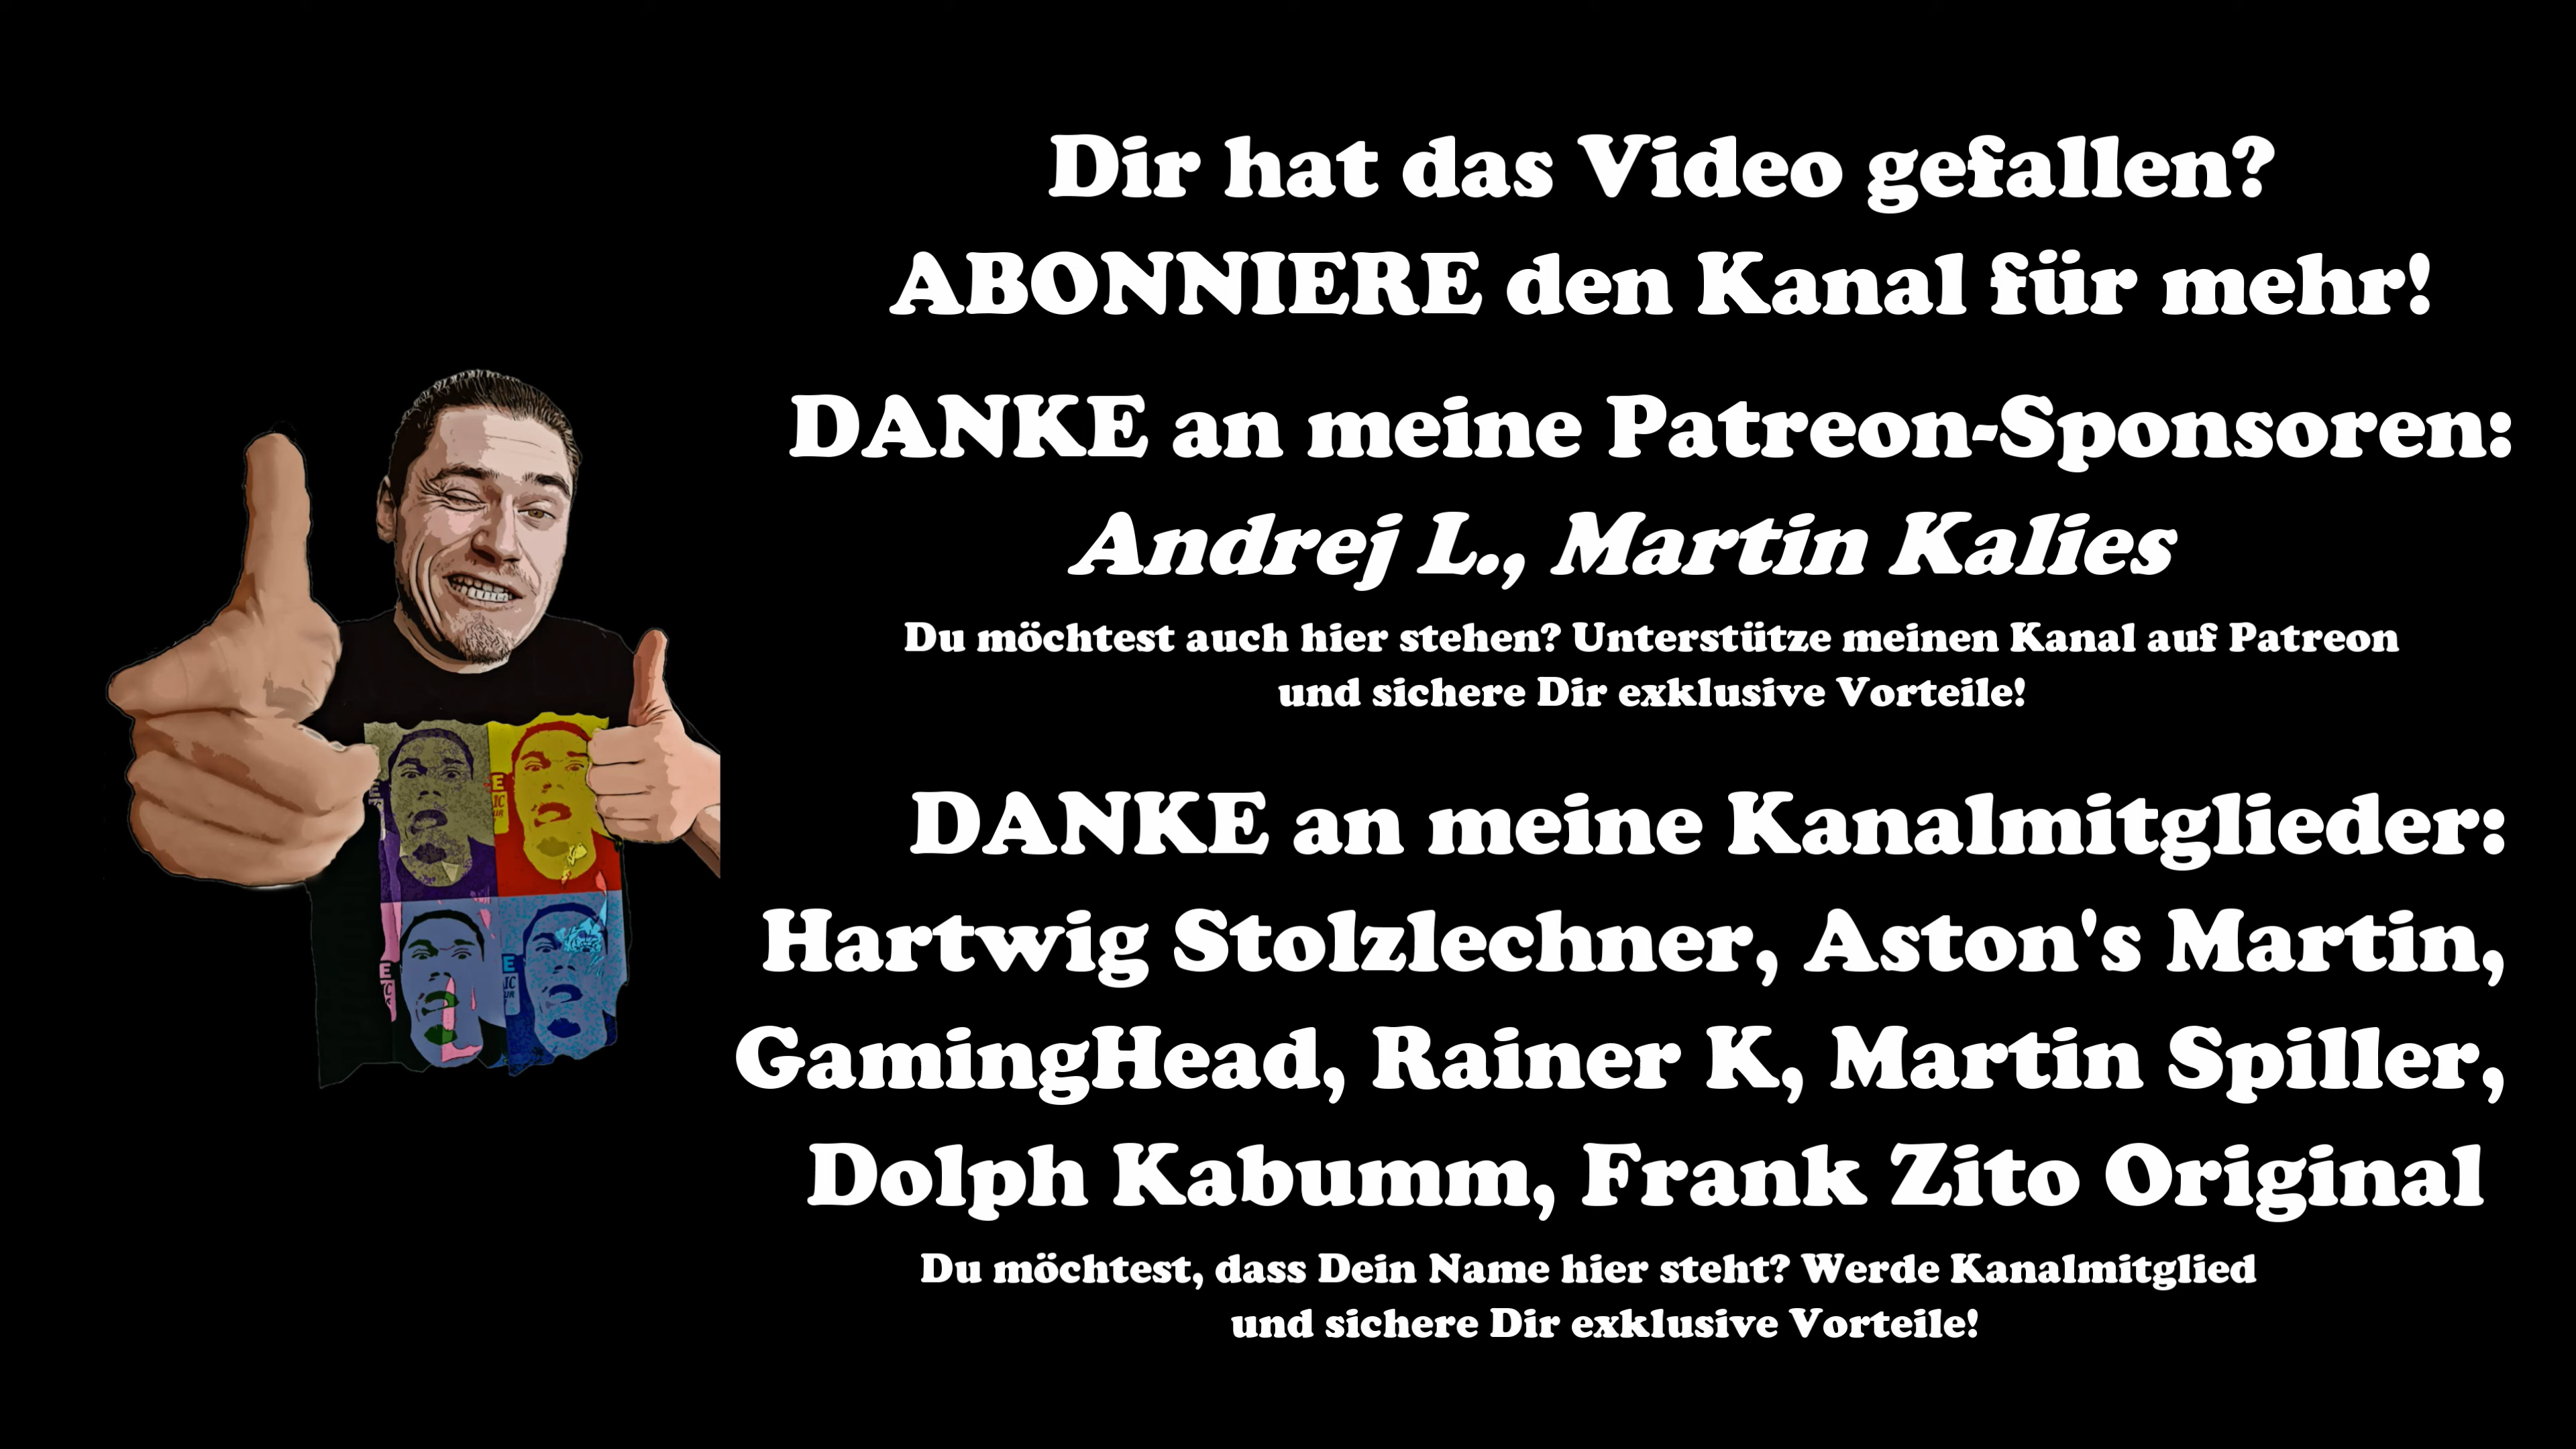 Dir hat das Video gefallen?
ABONNIERE den Kanal für mehr!
DANKE an meine Patreon-Sponsoren:
Andrej L., Martin Kalies
Du möchtest auch hier stehen? Unterstütze meinen Kanal auf Patreon
und sichere Dir exklusive Vorteile!
DANKE an meine Kanalmitglieder:
Hartwig Stolzlechner, Aston's Martin,
GamingHead, Rainer K, Martin Spiller,
Dolph Kabumm, Frank Zito Original
Du möchtest, dass Dein Name hier steht? Werde Kanalmitglied
und sichere Dir exklusive Vorteile!